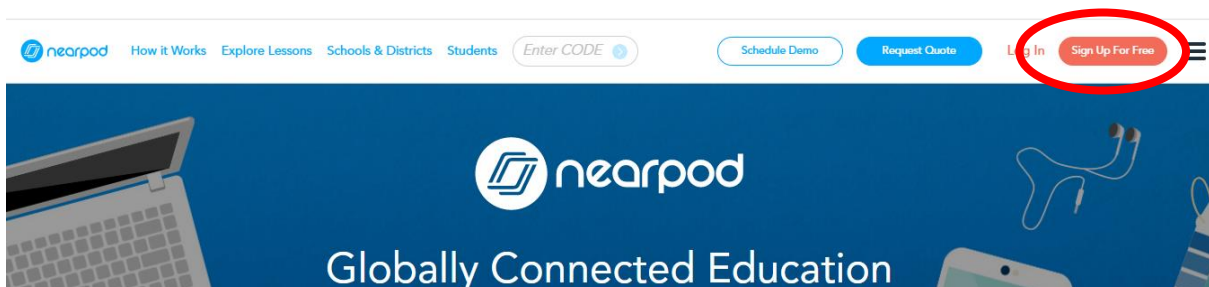 nearpod How it Works Explore Lessons Schools & Districts Students Enter CODE Schedule Demo Request Quote Log In Sign Up For Free
nearpod
Globally Connected Education